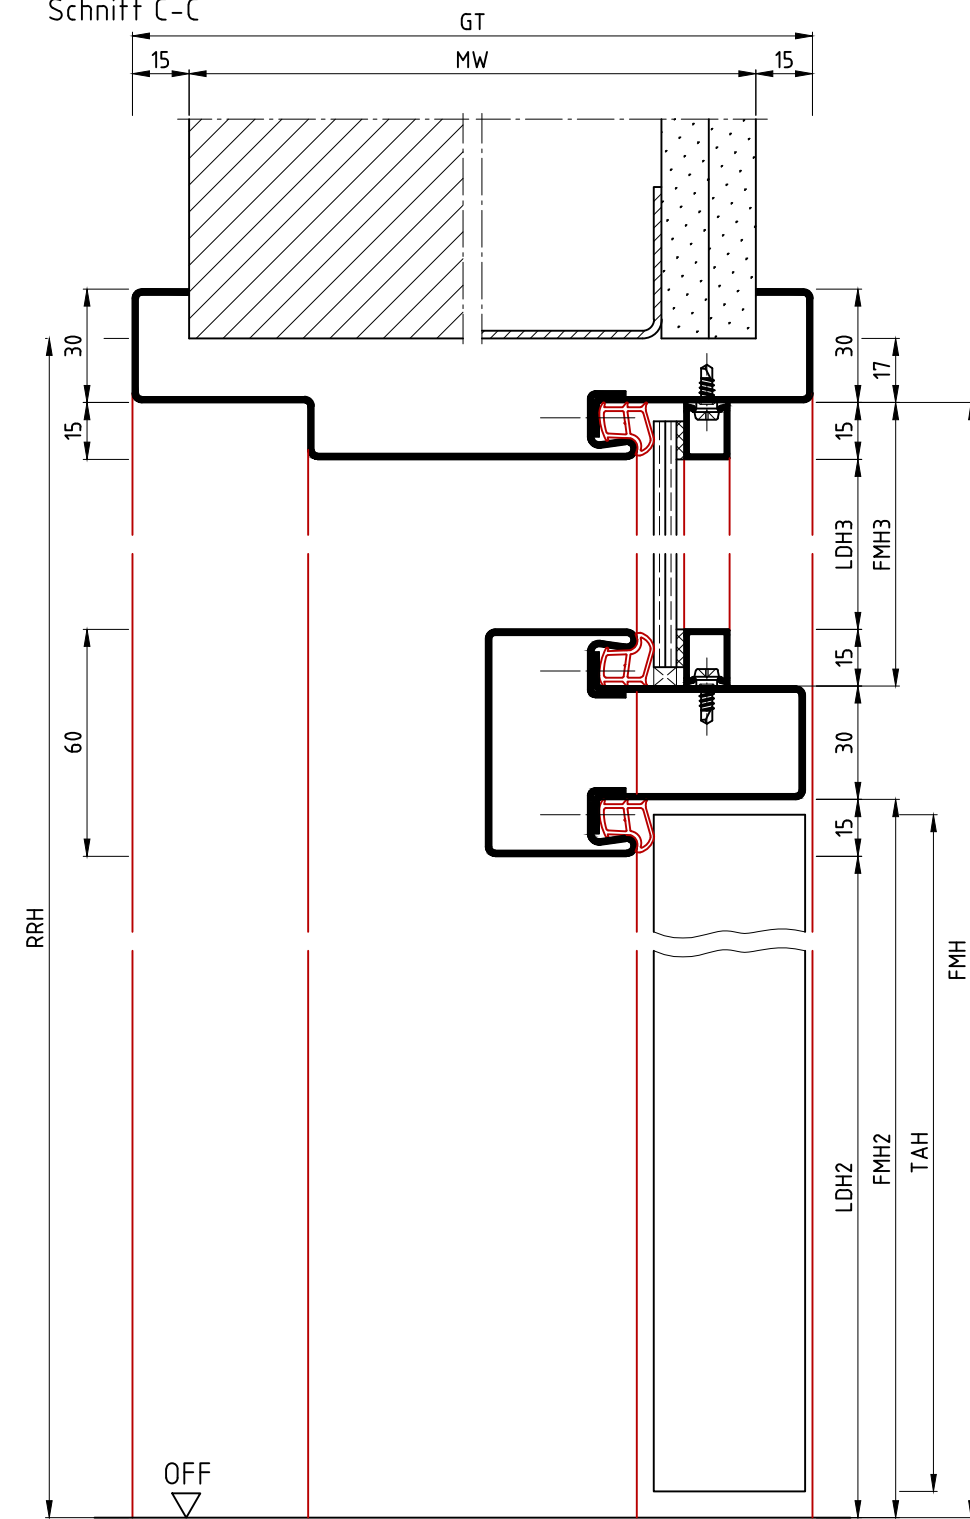 Schnitt C-C
GT
15
MW
15
30
30
17
15
15
LDH3
FMH3
15
60
30
15
RRH
FMH
TAH
FMH2
LDH2
OFF